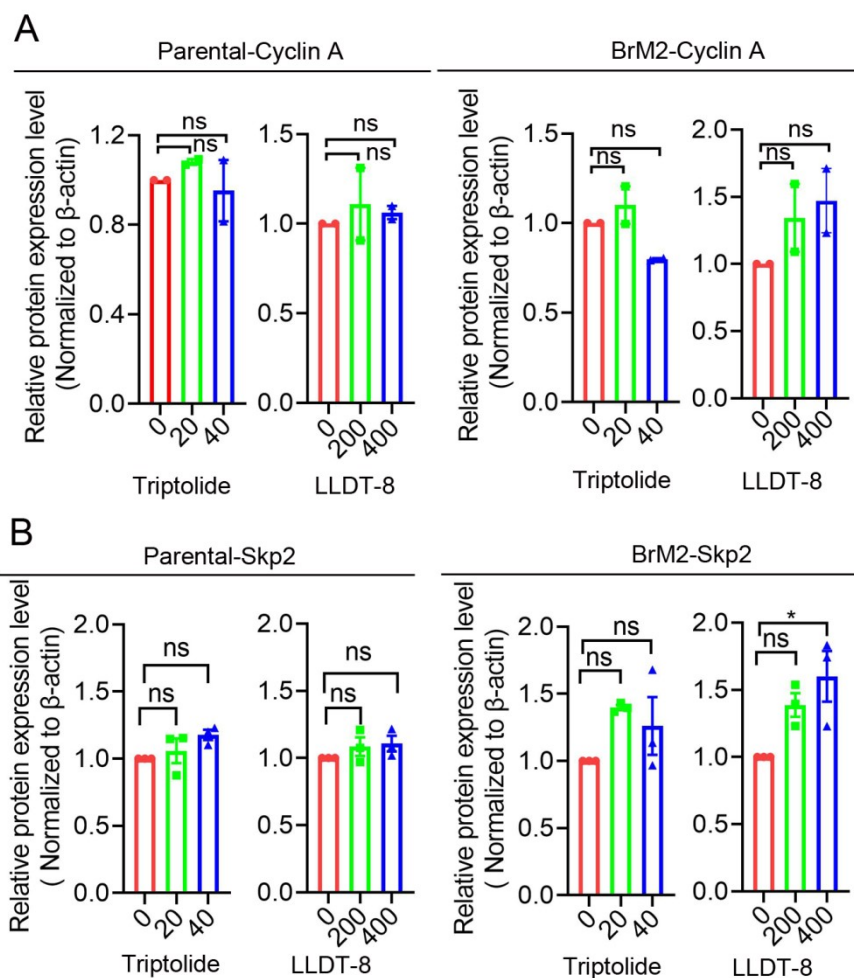 A
Parental-Cyclin A
BrM2-Cyclin A
Relative protein expression level
(Normalized to β-actin)
1.2
0.8
0.4
0.0
ns
ns
0
20
40
Triptolide
1.5
1.0
0.5
0.0
ns
ns
0
200
400
LLDT-8
Relative protein expression level
(Normalized to β-actin)
1.5
1.0
0.5
0.0
ns
ns
0
20
40
Triptolide
2.0
1.5
1.0
0.5
0.0
ns
ns
0
200
400
LLDT-8
B
Parental-Skp2
BrM2-Skp2
Relative protein expression level
( Normalized to β-actin)
2.0
1.5
1.0
0.5
0.0
ns
ns
0
20
40
Triptolide
2.0
1.5
1.0
0.5
0.0
ns
ns
0
200
400
LLDT-8
Relative protein expression level
( Normalized to β-actin)
2.0
1.5
1.0
0.5
0.0
ns
ns
0
20
40
Triptolide
2.0
1.5
1.0
0.5
0.0
*
ns
0
200
400
LLDT-8